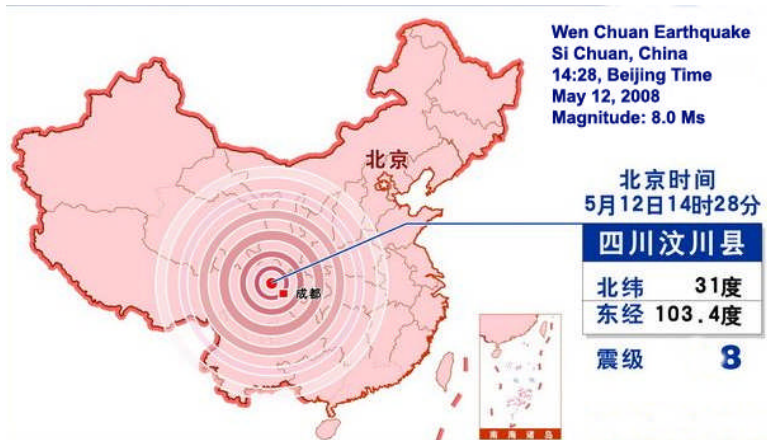 Wen Chuan Earthquake
Si Chuan, China
14:28, Beijing Time
May 12, 2008
Magnitude: 8.0 Ms
北京
北京时间
5月12日14时28分
四川汶川县
北纬 31度
东经 103.4度
震级 8
成都
南海诸岛